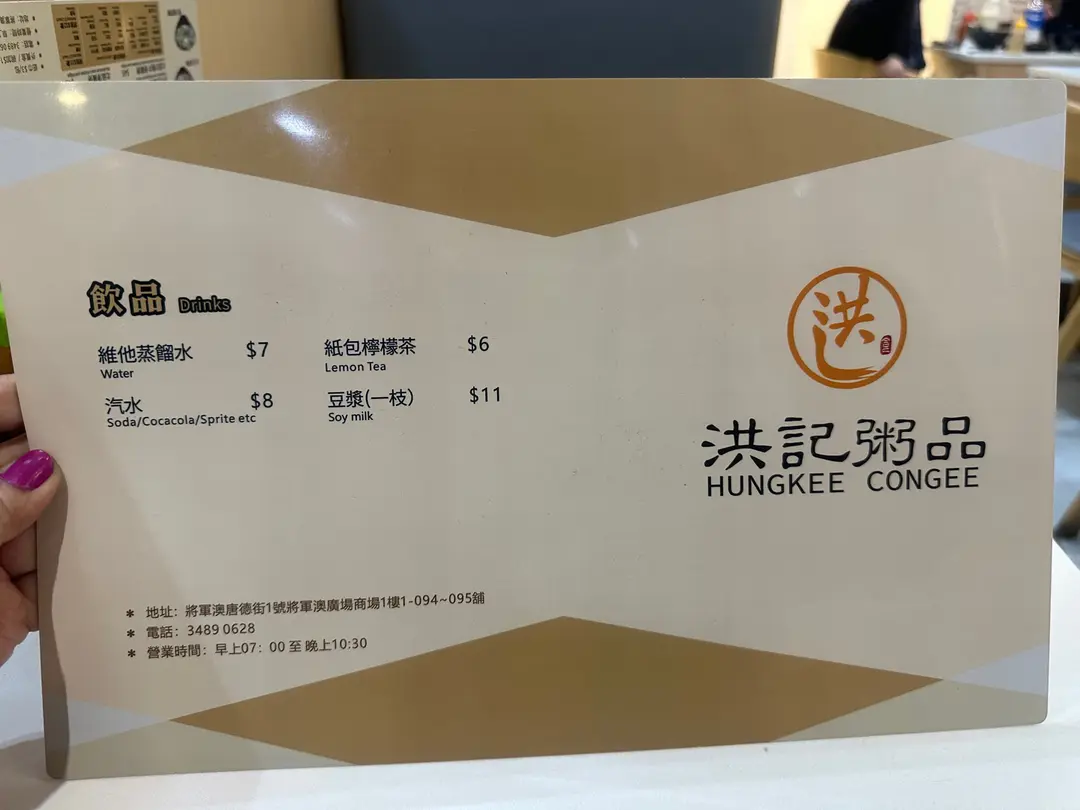 飲品 Drinks
維他蒸餾水 $7 紙包檸檬茶 $6
Water Lemon Tea
汽水 $8 豆漿(一枝) $11
Soda/Cocacola/Sprite etc Soy milk
洪
洪記粥品
HUNGKEE CONGEE
* 地址：將軍澳唐德街1號將軍澳廣場商場1樓1-094~095舖
* 電話：3489 0628
* 營業時間：早上07：00 至 晚上10:30